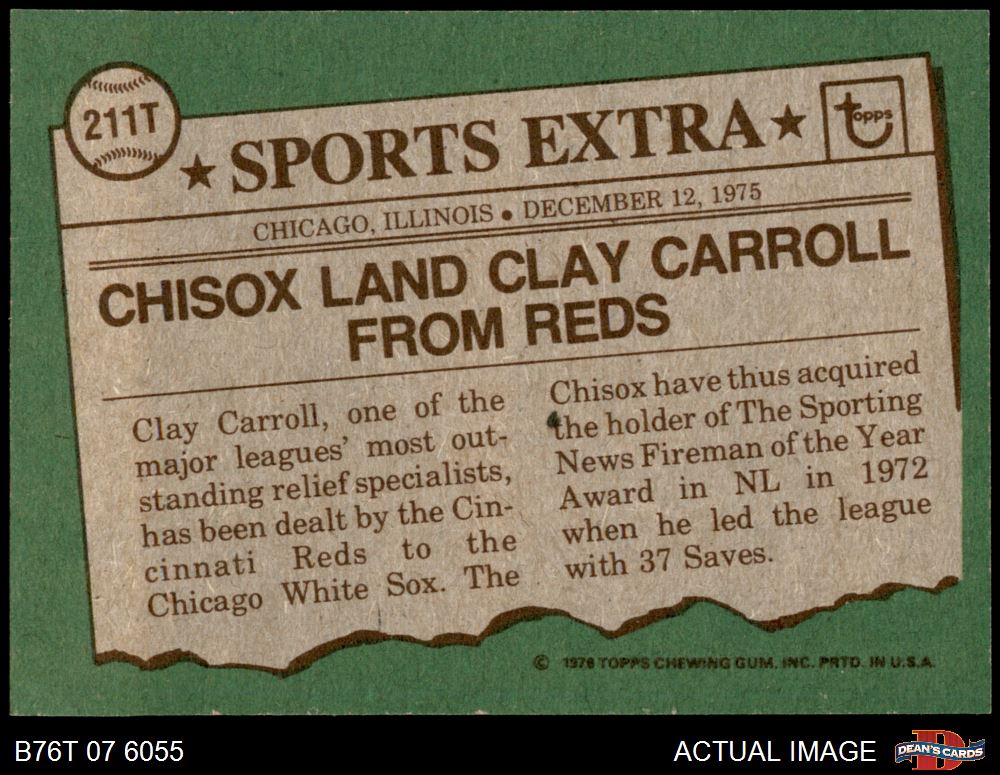 211T
★ SPORTS EXTRA ★
topps
CHICAGO, ILLINOIS • DECEMBER 12, 1975
CHISOX LAND CLAY CARROLL
FROM REDS
Clay Carroll, one of the
major leagues' most out-
standing relief specialists,
has been dealt by the Cin-
cinnati Reds to the
Chicago White Sox. The
Chisox have thus acquired
the holder of The Sporting
News Fireman of the Year
Award in NL in 1972
when he led the league
with 37 Saves.
© 1976 TOPPS CHEWING GUM, INC. PRTD. IN U.S.A.
B76T 07 6055
ACTUAL IMAGE
DEAN'S CARDS